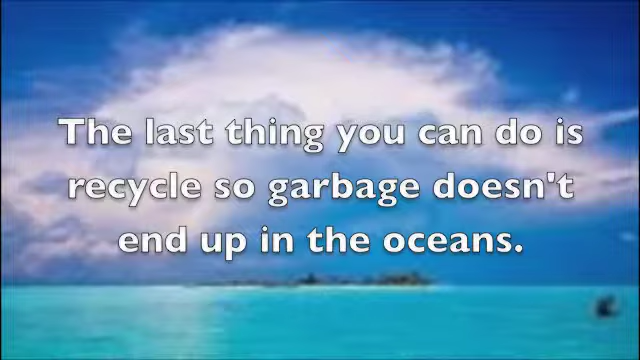 The last thing you can do is
recycle so garbage doesn't
end up in the oceans.